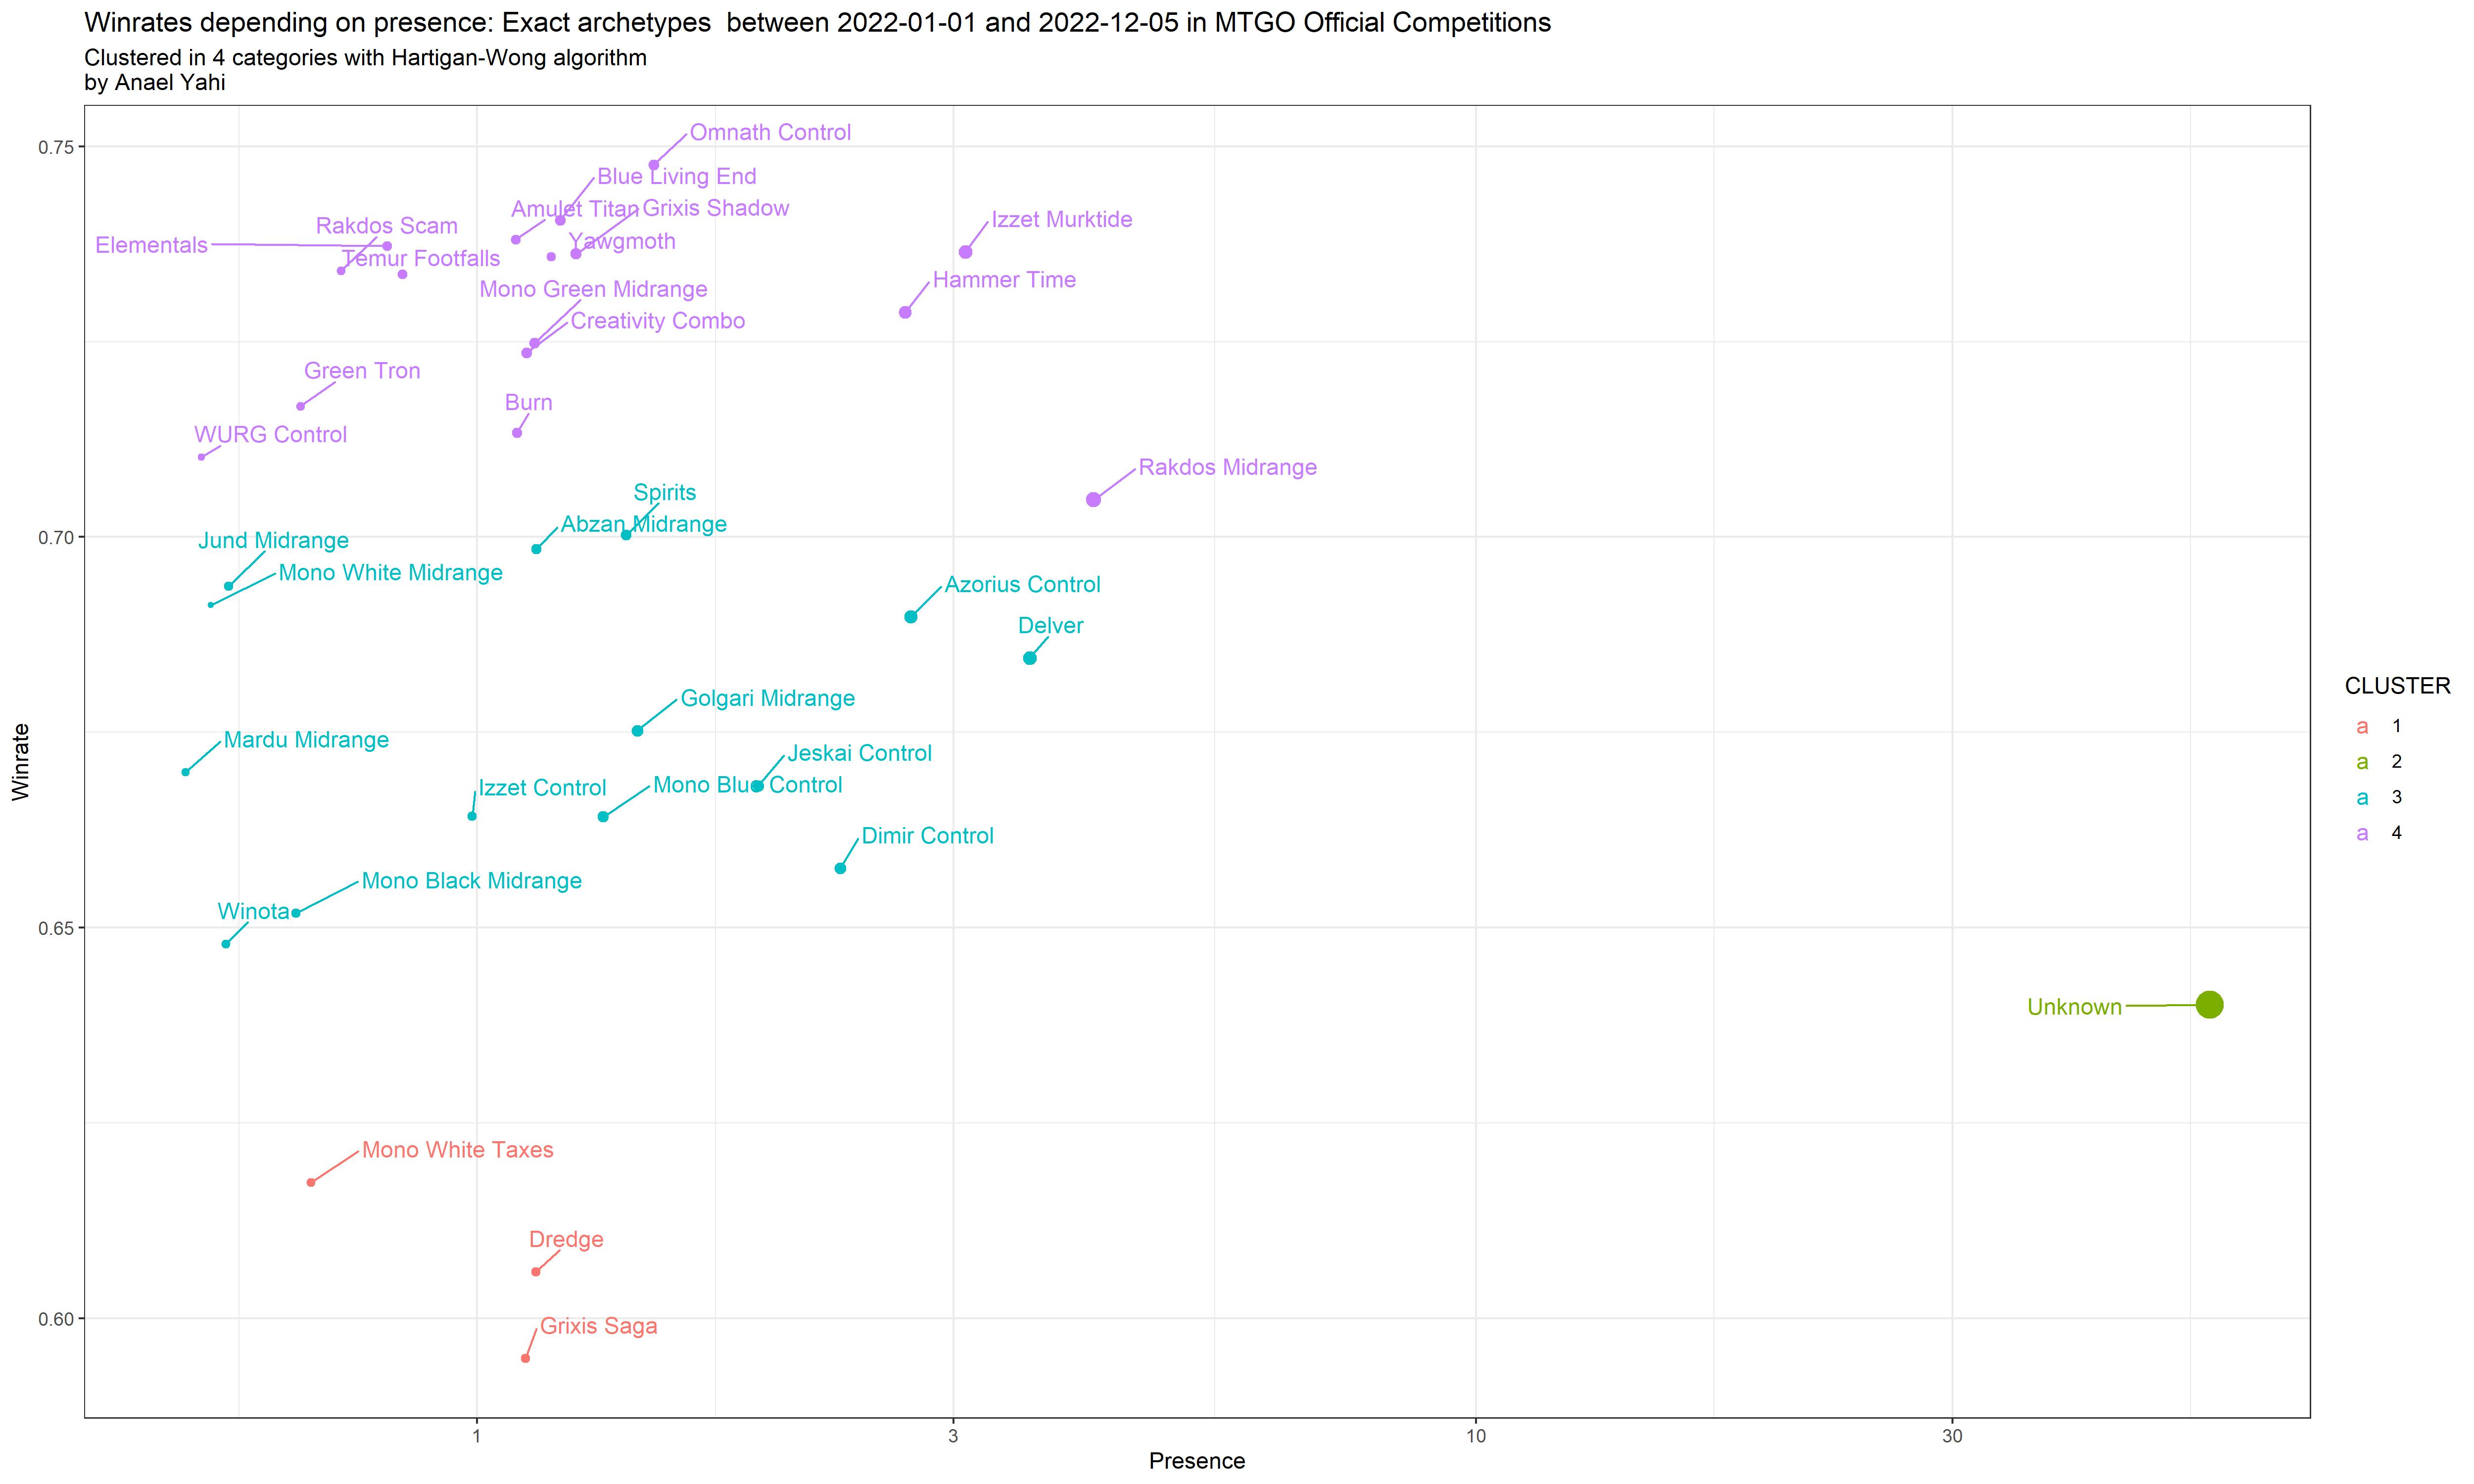 Winrates depending on presence: Exact archetypes  between 2022-01-01 and 2022-12-05 in MTGO Official Competitions
Clustered in 4 categories with Hartigan-Wong algorithm
by Anael Yahi
Omnath Control
0.75
Blue Living End
Amulet Titan
Grixis Shadow
Izzet Murktide
Rakdos Scam
Yawgmoth
Elementals
Temur Footfalls
Hammer Time
Mono Green Midrange
Creativity Combo
Green Tron
Burn
WURG Control
Rakdos Midrange
Spirits
Abzan Midrange
0.70
Jund Midrange
Mono White Midrange
Azorius Control
Delver
CLUSTER
a 1
a 2
a 3
a 4
Golgari Midrange
Mardu Midrange
Jeskai Control
Winrate
Izzet Control
Mono Blue Control
Dimir Control
Mono Black Midrange
Winota
0.65
Unknown
Mono White Taxes
Dredge
0.60
Grixis Saga
1
3
10
30
Presence